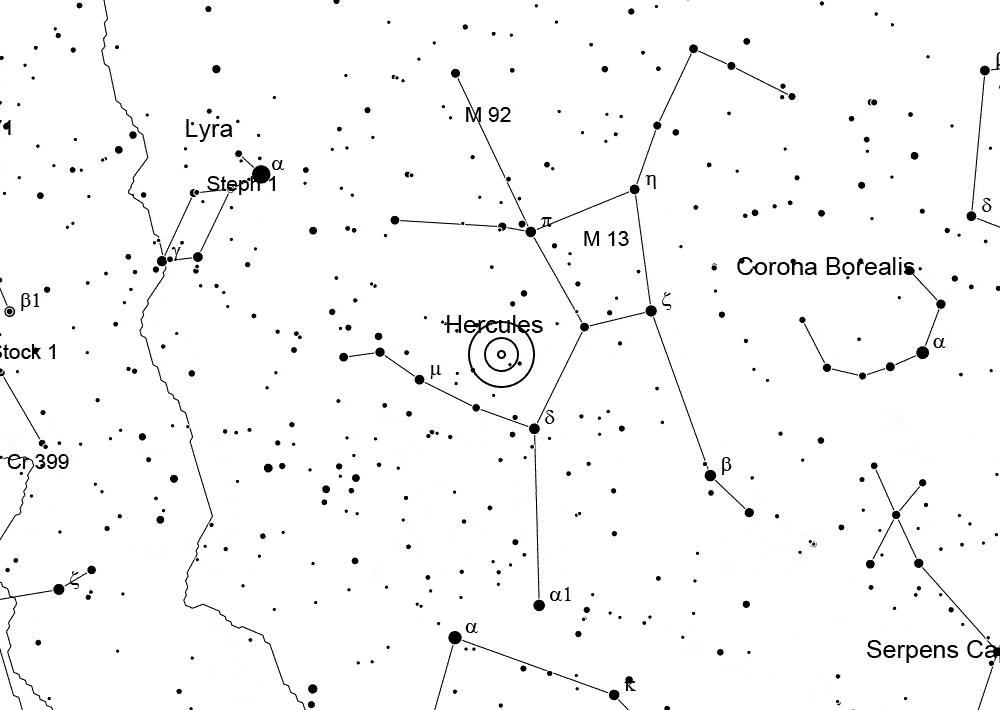 β
M 92
Lyra
α
Steph 1
η
δ
π
M 13
γ
Corona Borealis
β1
ζ
Hercules
α
Stock 1
μ
δ
β
Cr 399
ζ
α1
α
Serpens Ca
κ